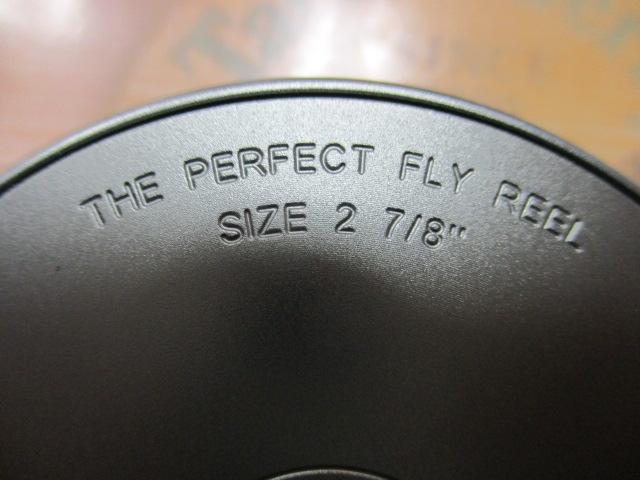 THE PERFECT FLY REEL
SIZE 2 7/8"